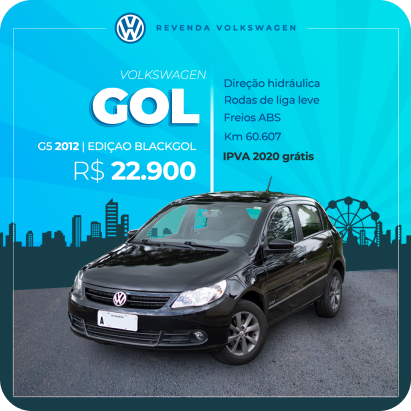 REVENDA VOLKSWAGEN
VOLKSWAGEN
GOL
G5 2012 | EDIÇAO BLACKGOL
R$ 22.900
Direção hidráulica
Rodas de liga leve
Freios ABS
Km 60.607
IPVA 2020 grátis
A